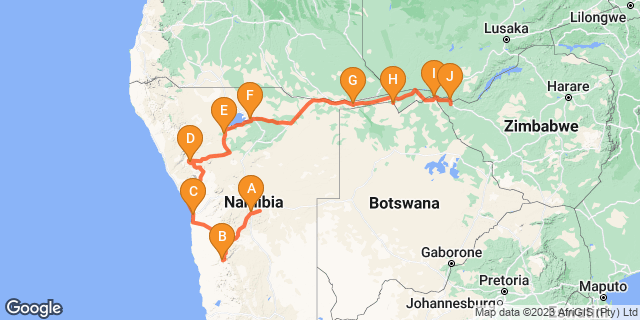 Lilongwe
Lusaka
F
G
H
I
J
E
Harare
Zimbabwe
D
A
C
Namibia
Botswana
B
Gaborone
Pretoria
Maputo
Johannesburg
Google
Map data ©2023 AfriGIS (Pty) Ltd